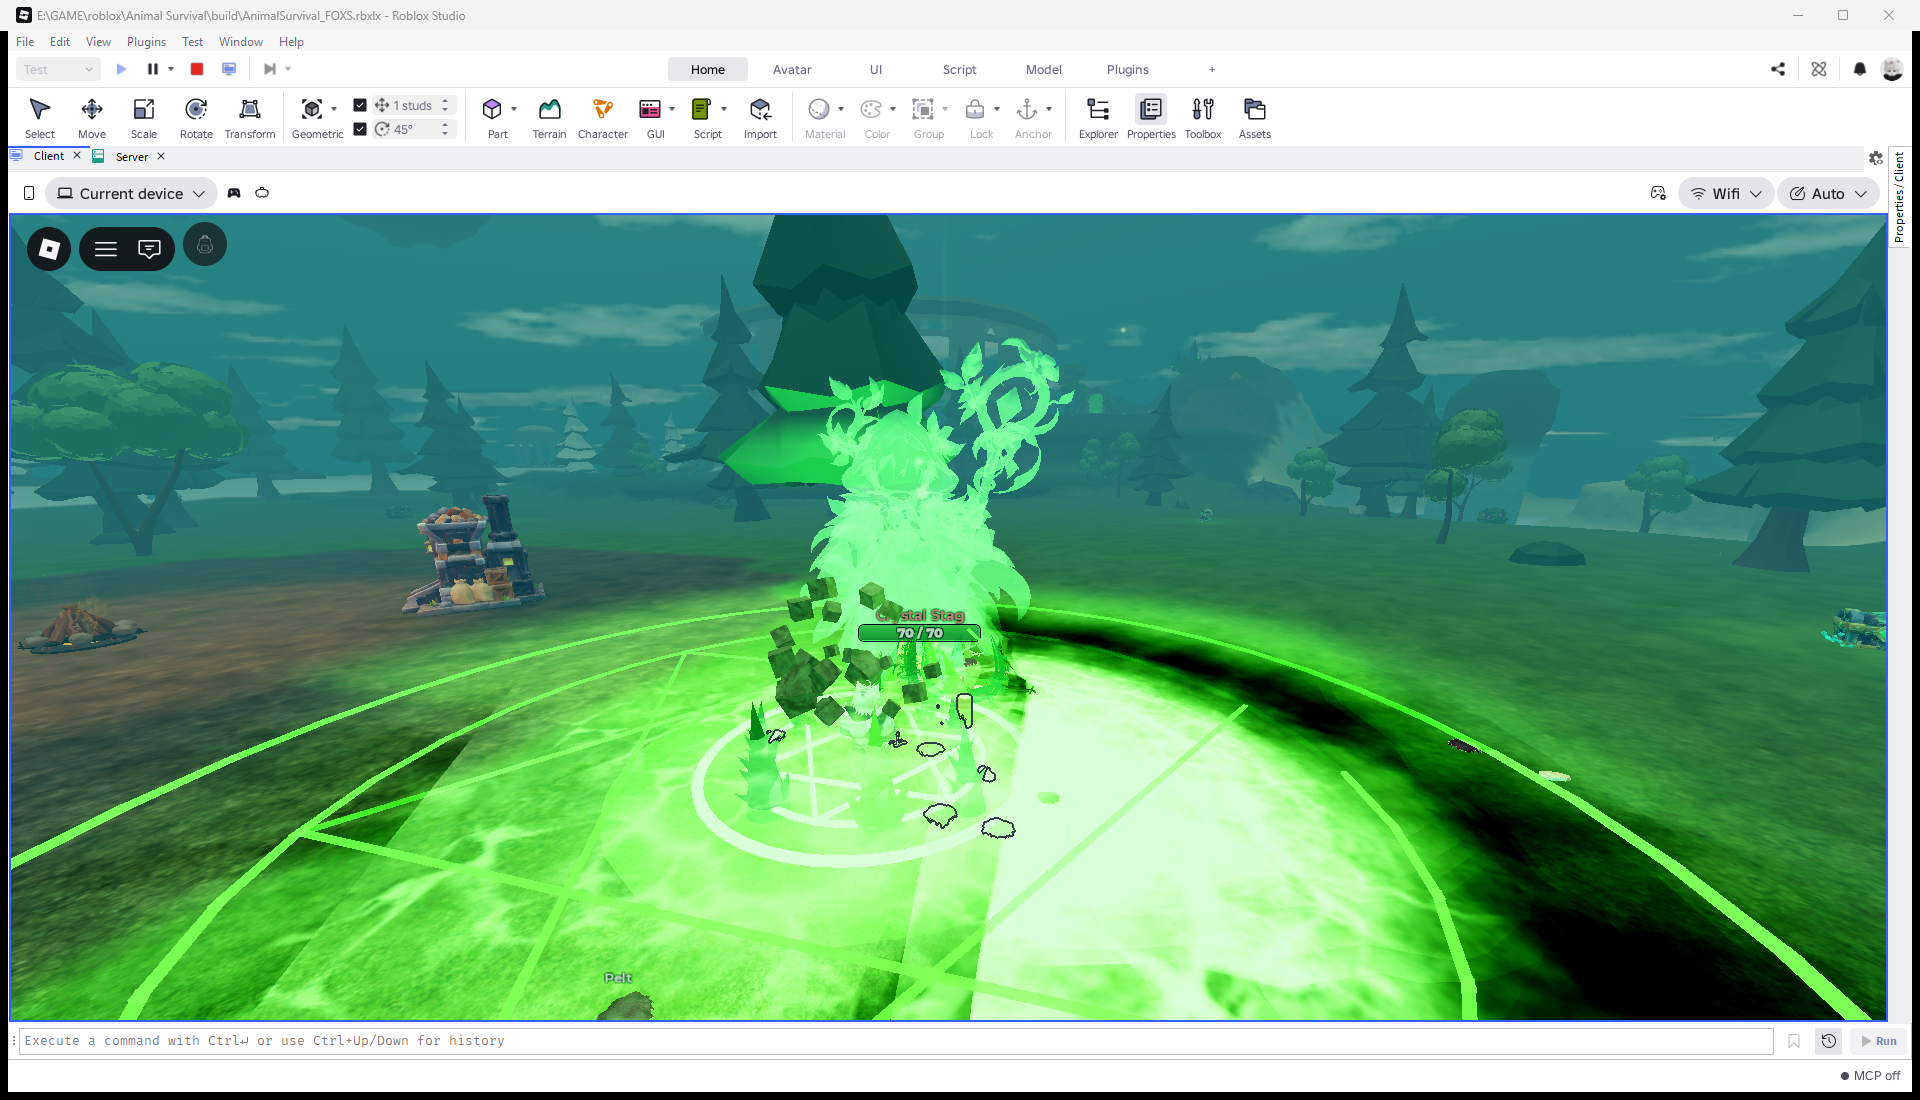 E:\GAME\roblox\Animal Survival\build\AnimalSurvival_FOXS.rbxlx - Roblox Studio
File Edit View Plugins Test Window Help
Test
Home Avatar UI Script Model Plugins +
1 studs
45°
Select Move Scale Rotate Transform Geometric Part Terrain Character GUI Script Import Material Color Group Lock Anchor Explorer Properties Toolbox Assets
Client Server
Properties / Client
Current device
Wifi
Auto
Crystal Stag
70 / 70
Pelt
Execute a command with Ctrl↵ or use Ctrl+Up/Down for history
Run
MCP off